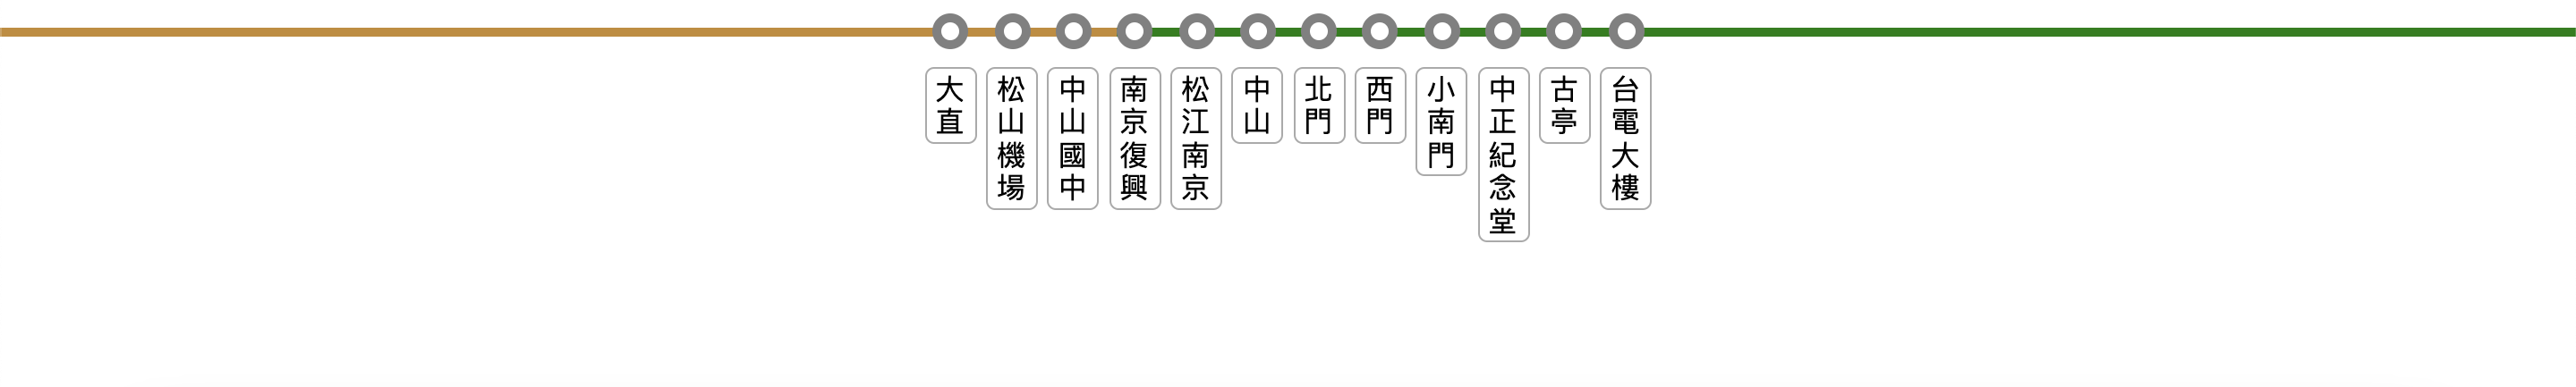 大直
松山機場
中山國中
南京復興
松江南京
中山
北門
西門
小南門
中正紀念堂
古亭
台電大樓